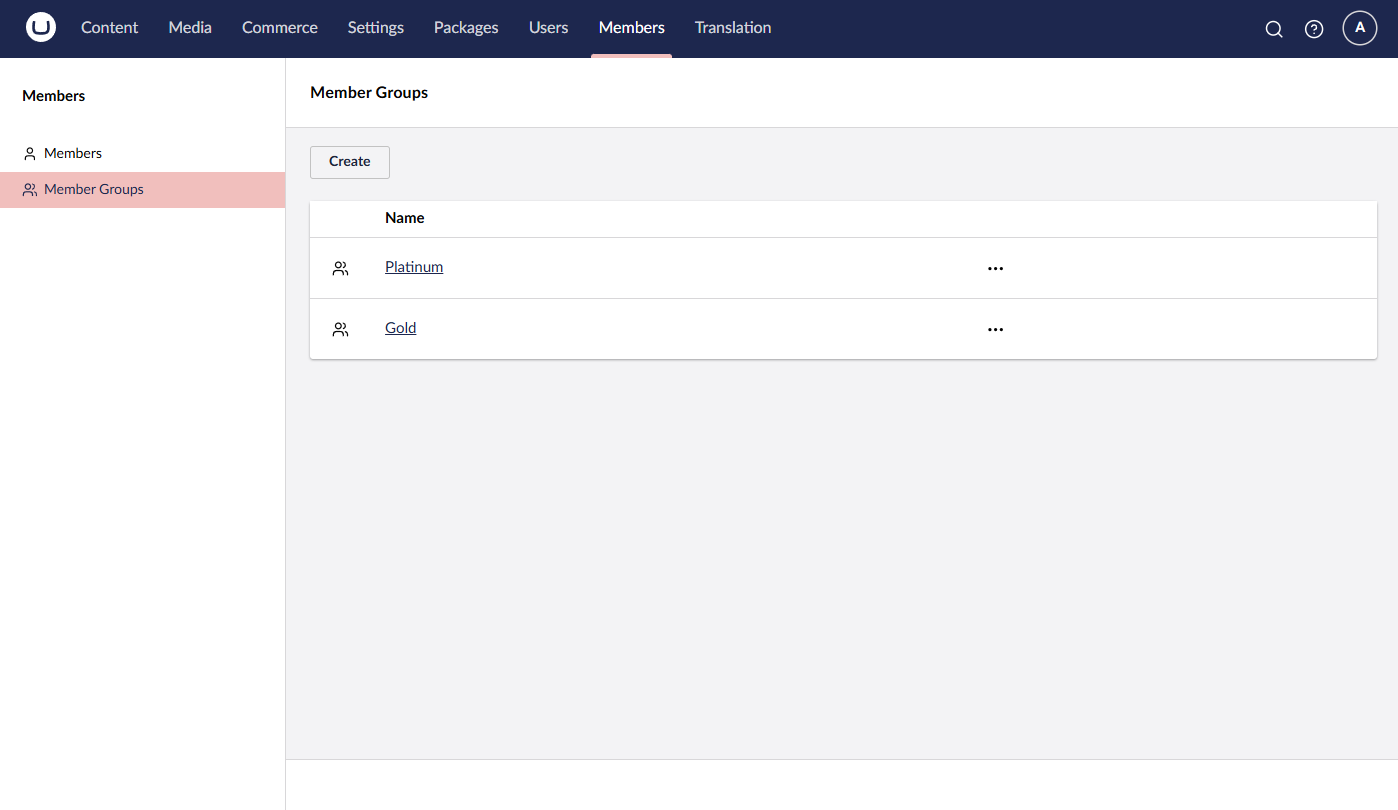 Content Media Commerce Settings Packages Users Members Translation A
Members
Members
Member Groups
Member Groups
Create
Name
Platinum
Gold